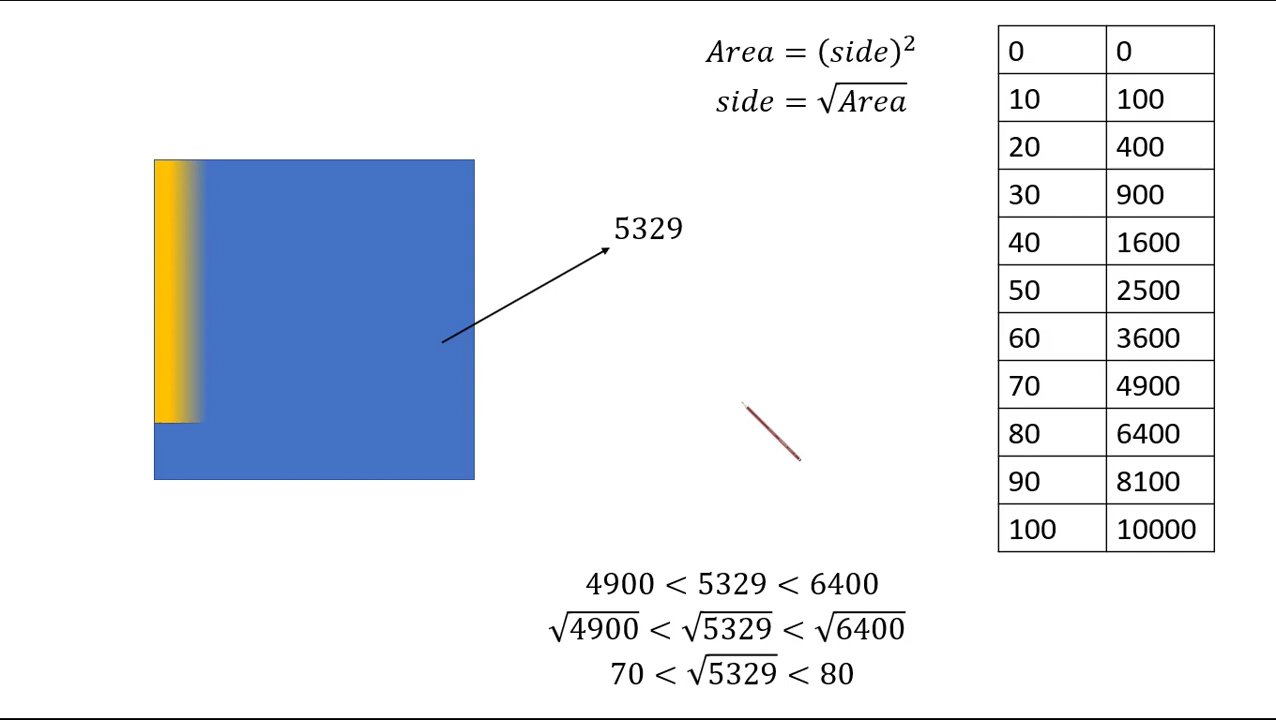 Area = (side)²
side = √Area
5329
0 0
10 100
20 400
30 900
40 1600
50 2500
60 3600
70 4900
80 6400
90 8100
100 10000
4900 < 5329 < 6400
√4900 < √5329 < √6400
70 < √5329 < 80